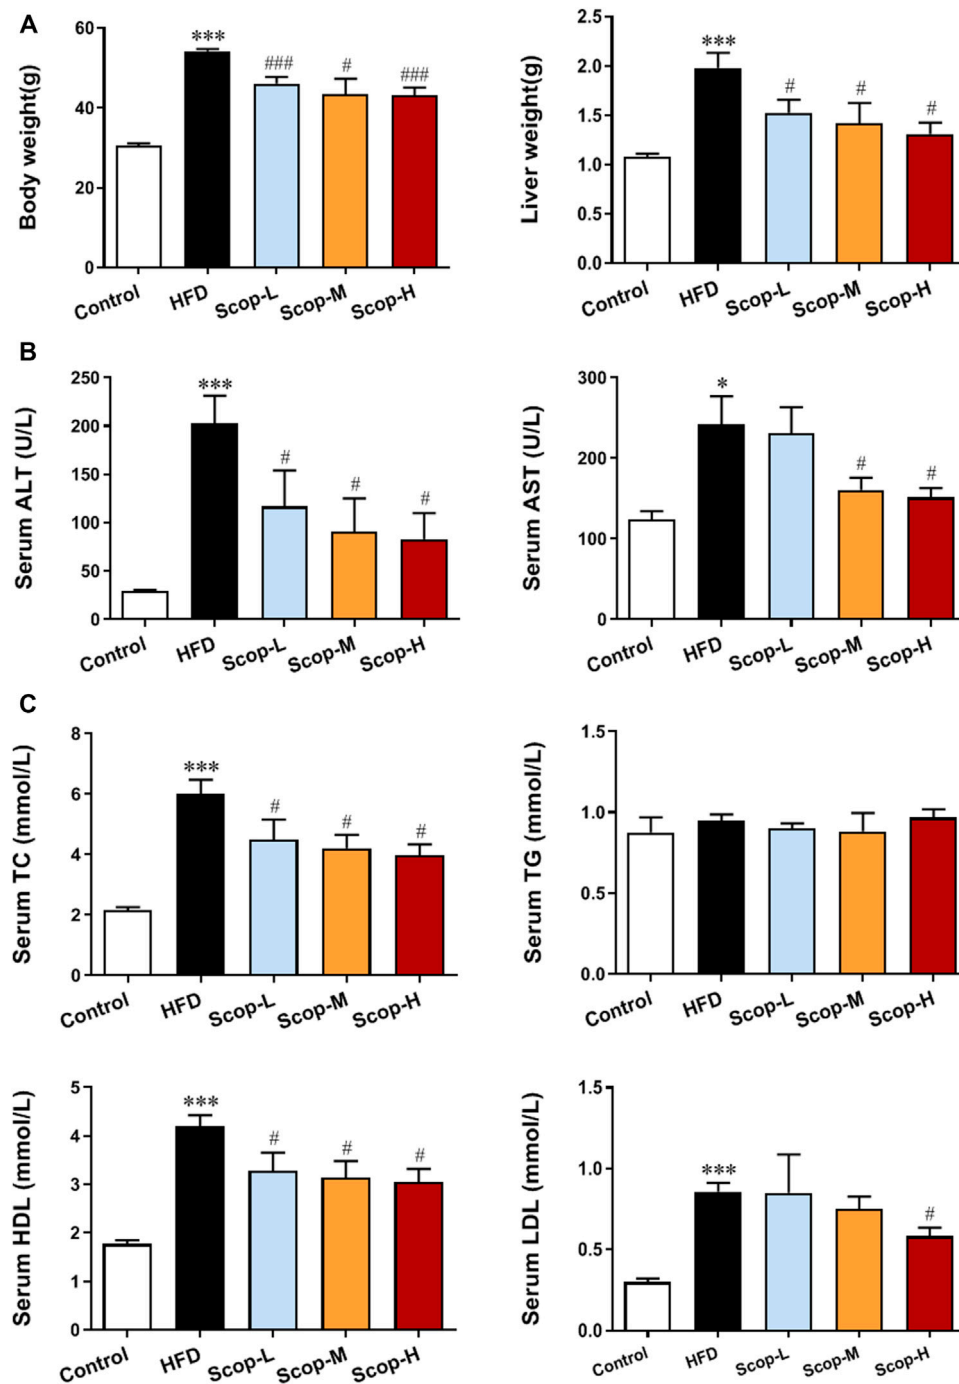 A
Body weight(g)
60
40
20
0
***
###
#
###
Control
HFD
Scop-L
Scop-M
Scop-H
Liver weight(g)
2.5
2.0
1.5
1.0
0.5
0.0
***
#
#
#
Control
HFD
Scop-L
Scop-M
Scop-H
B
Serum ALT (U/L)
250
200
150
100
50
0
***
#
#
#
Control
HFD
Scop-L
Scop-M
Scop-H
Serum AST (U/L)
300
200
100
0
*
#
#
Control
HFD
Scop-L
Scop-M
Scop-H
C
Serum TC (mmol/L)
8
6
4
2
0
***
#
#
#
Control
HFD
Scop-L
Scop-M
Scop-H
Serum TG (mmol/L)
1.5
1.0
0.5
0.0
Control
HFD
Scop-L
Scop-M
Scop-H
Serum HDL (mmol/L)
5
4
3
2
1
0
***
#
#
#
Control
HFD
Scop-L
Scop-M
Scop-H
Serum LDL (mmol/L)
1.5
1.0
0.5
0.0
***
#
Control
HFD
Scop-L
Scop-M
Scop-H